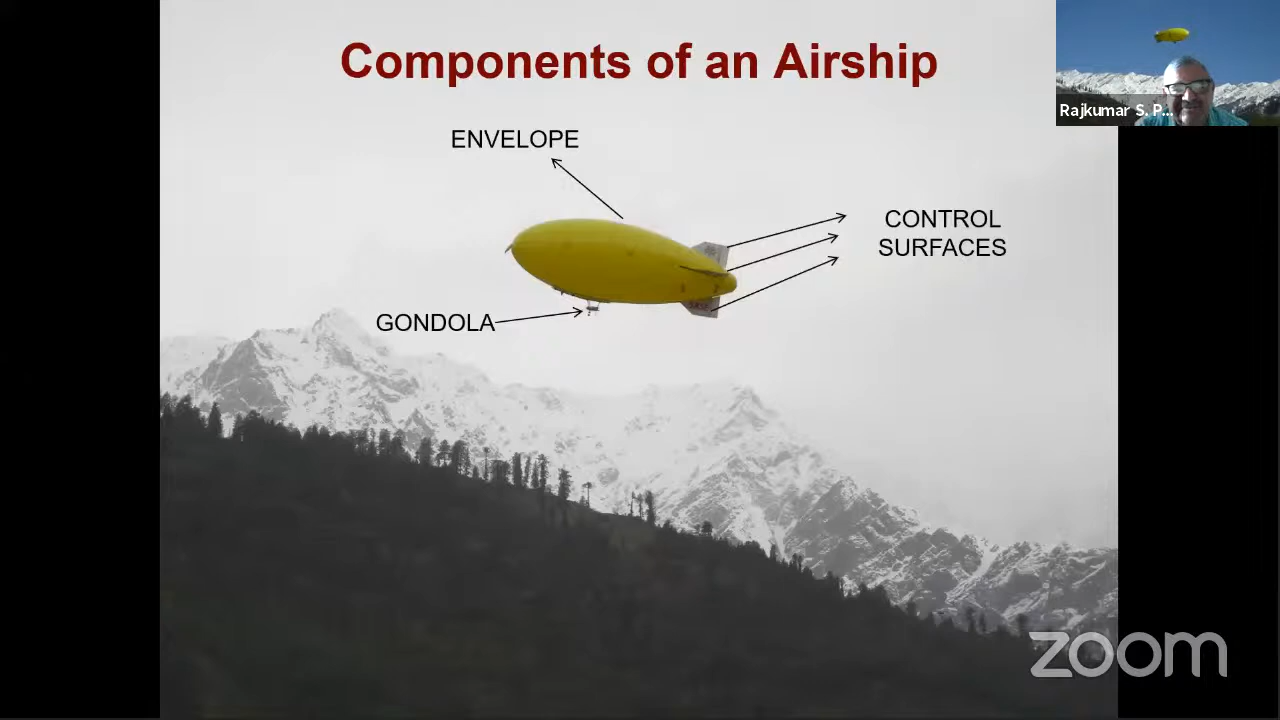 Components of an Airship
Rajkumar S. P...
ENVELOPE
CONTROL
SURFACES
GONDOLA
zoom